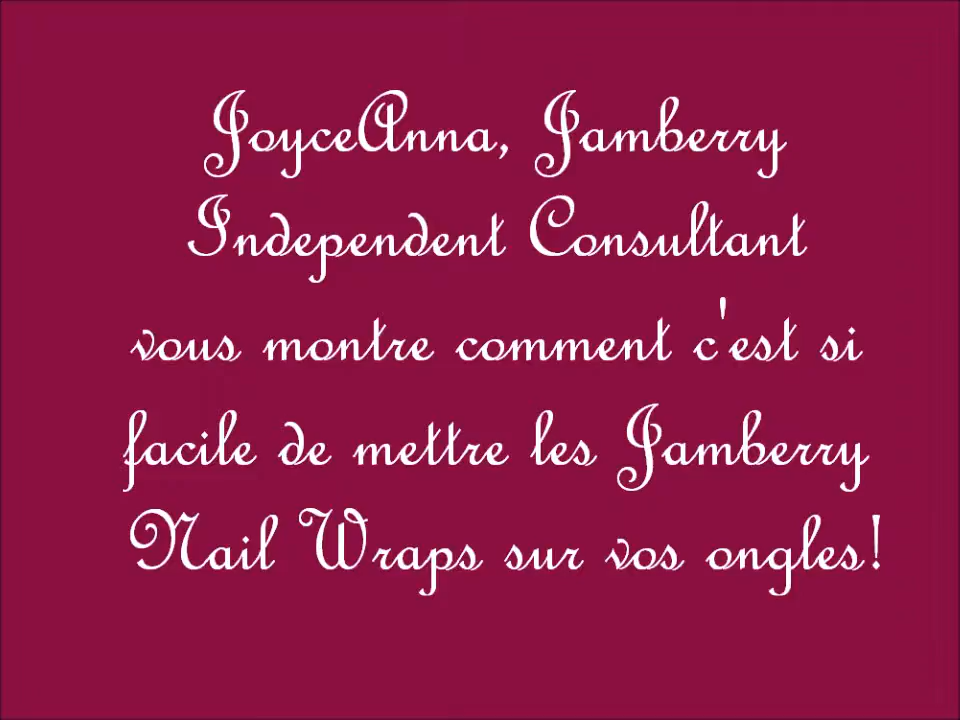 JoyceAnna, Jamberry
Independent Consultant
vous montre comment c'est si
facile de mettre les Jamberry
Nail Wraps sur vos ongles!